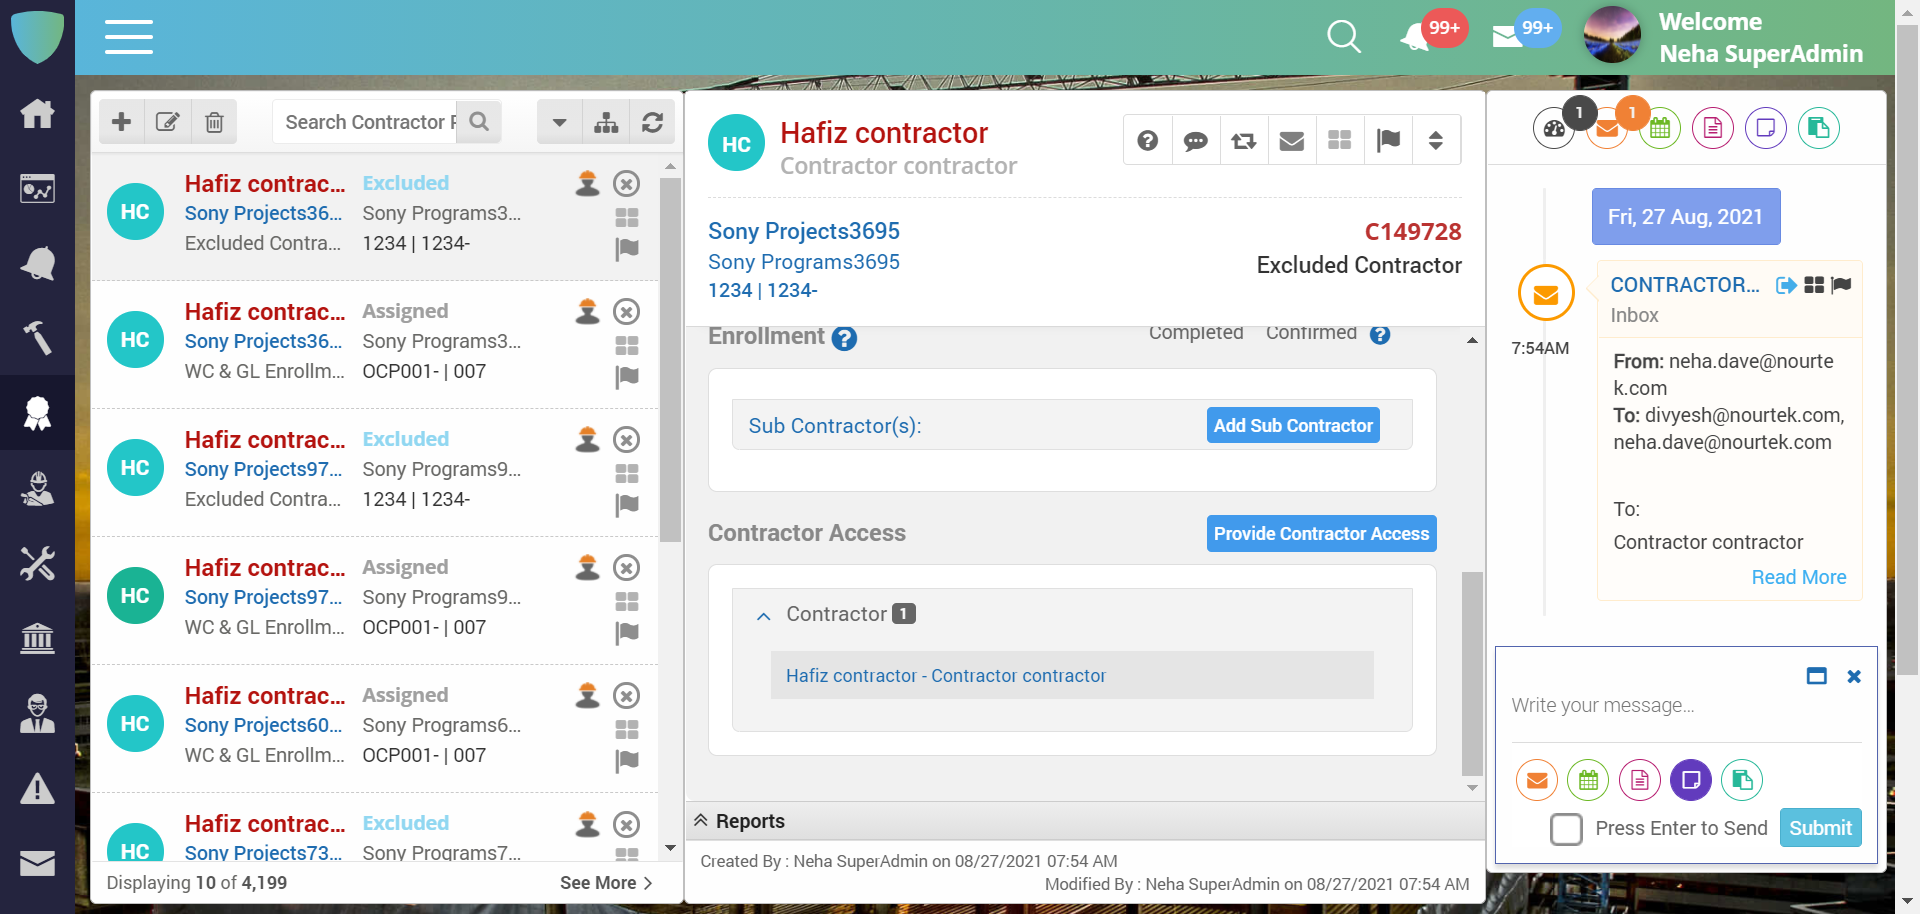 99+
99+
Welcome
Neha SuperAdmin
Search Contractor
HC
Hafiz contrac...
Excluded
Sony Projects36...
Sony Programs3...
Excluded Contra...
1234 | 1234-
HC
Hafiz contrac...
Assigned
Sony Projects36...
Sony Programs3...
WC & GL Enrollm...
OCP001- | 007
HC
Hafiz contrac...
Excluded
Sony Projects97...
Sony Programs9...
Excluded Contra...
1234 | 1234-
HC
Hafiz contrac...
Assigned
Sony Projects97...
Sony Programs9...
WC & GL Enrollm...
OCP001- | 007
HC
Hafiz contrac...
Assigned
Sony Projects60...
Sony Programs6...
WC & GL Enrollm...
OCP001- | 007
HC
Hafiz contrac...
Excluded
Sony Projects73...
Sony Programs7...
Displaying 10 of 4,199
See More
HC
Hafiz contractor
Contractor contractor
Sony Projects3695
C149728
Sony Programs3695
Excluded Contractor
1234 | 1234-
Enrollment
Completed
Confirmed
Sub Contractor(s):
Add Sub Contractor
Contractor Access
Provide Contractor Access
Contractor 1
Hafiz contractor - Contractor contractor
Reports
Created By : Neha SuperAdmin on 08/27/2021 07:54 AM
Modified By : Neha SuperAdmin on 08/27/2021 07:54 AM
1
1
Fri, 27 Aug, 2021
CONTRACTOR...
Inbox
7:54AM
From: neha.dave@nourte
k.com
To: divyesh@nourtek.com,
neha.dave@nourtek.com
To:
Contractor contractor
Read More
Write your message...
Press Enter to Send
Submit